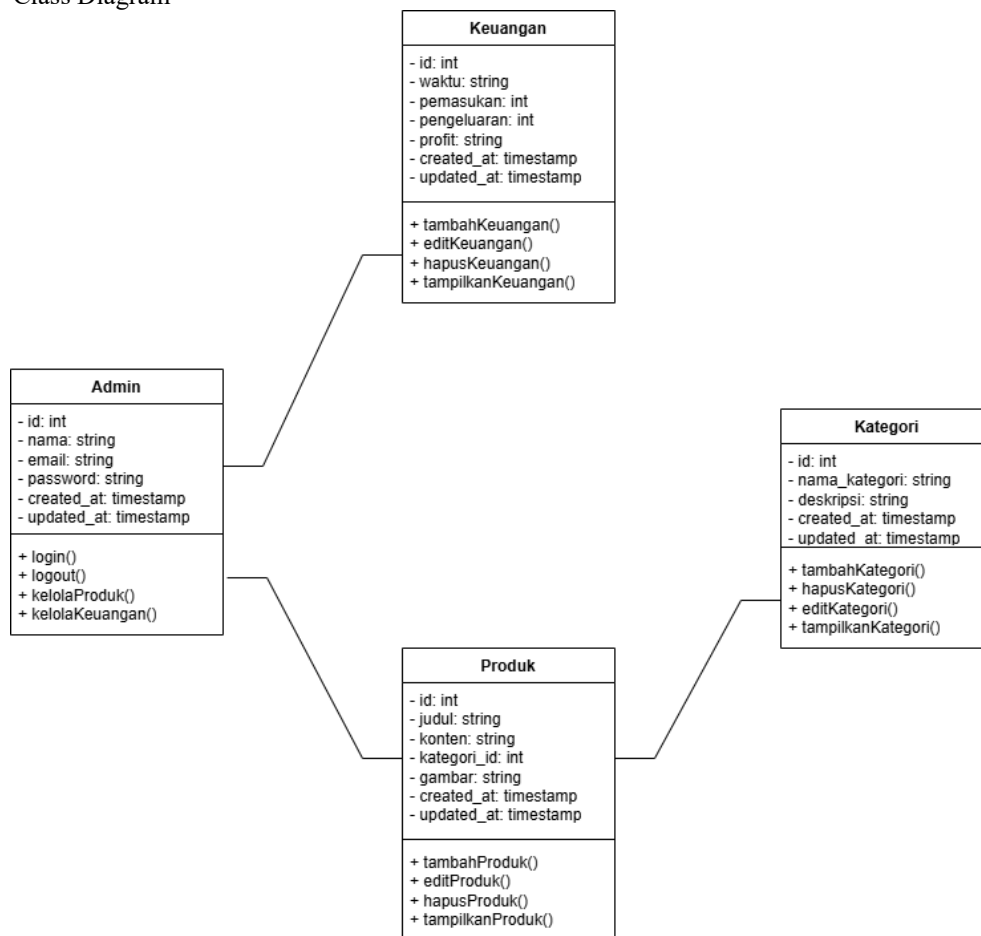 Class Diagram
Keuangan
- id: int
- waktu: string
- pemasukan: int
- pengeluaran: int
- profit: string
- created_at: timestamp
- updated_at: timestamp
+ tambahKeuangan()
+ editKeuangan()
+ hapusKeuangan()
+ tampilkanKeuangan()
Admin
- id: int
- nama: string
- email: string
- password: string
- created_at: timestamp
- updated_at: timestamp
+ login()
+ logout()
+ kelolaProduk()
+ kelolaKeuangan()
Kategori
- id: int
- nama_kategori: string
- deskripsi: string
- created_at: timestamp
- updated_at: timestamp
+ tambahKategori()
+ hapusKategori()
+ editKategori()
+ tampilkanKategori()
Produk
- id: int
- judul: string
- konten: string
- kategori_id: int
- gambar: string
- created_at: timestamp
- updated_at: timestamp
+ tambahProduk()
+ editProduk()
+ hapusProduk()
+ tampilkanProduk()